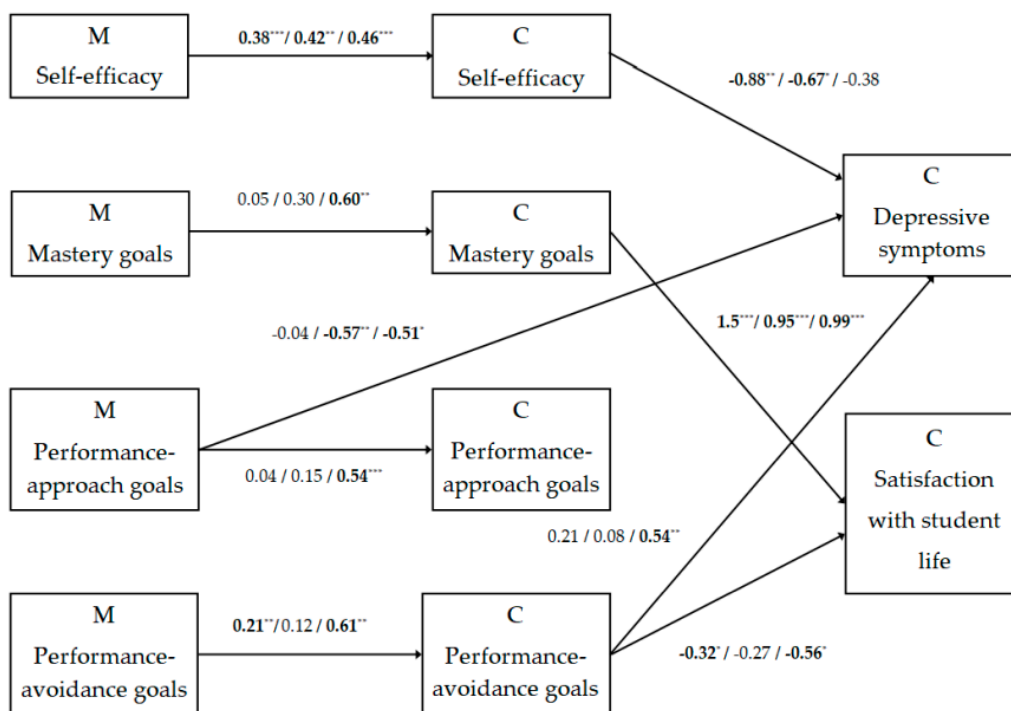 M
Self-efficacy
0.38***/ 0.42**/ 0.46***
C
Self-efficacy
-0.88**/ -0.67*/ -0.38
M
Mastery goals
0.05 / 0.30 / 0.60**
C
Mastery goals
C
Depressive
symptoms
-0.04 / -0.57**/ -0.51*
1.5***/ 0.95***/ 0.99***
M
Performance-
approach goals
0.04 / 0.15 / 0.54***
C
Performance-
approach goals
C
Satisfaction
with student
life
0.21 / 0.08 / 0.54**
M
Performance-
avoidance goals
0.21**/0.12 / 0.61**
C
Performance-
avoidance goals
-0.32*/ -0.27 / -0.56*